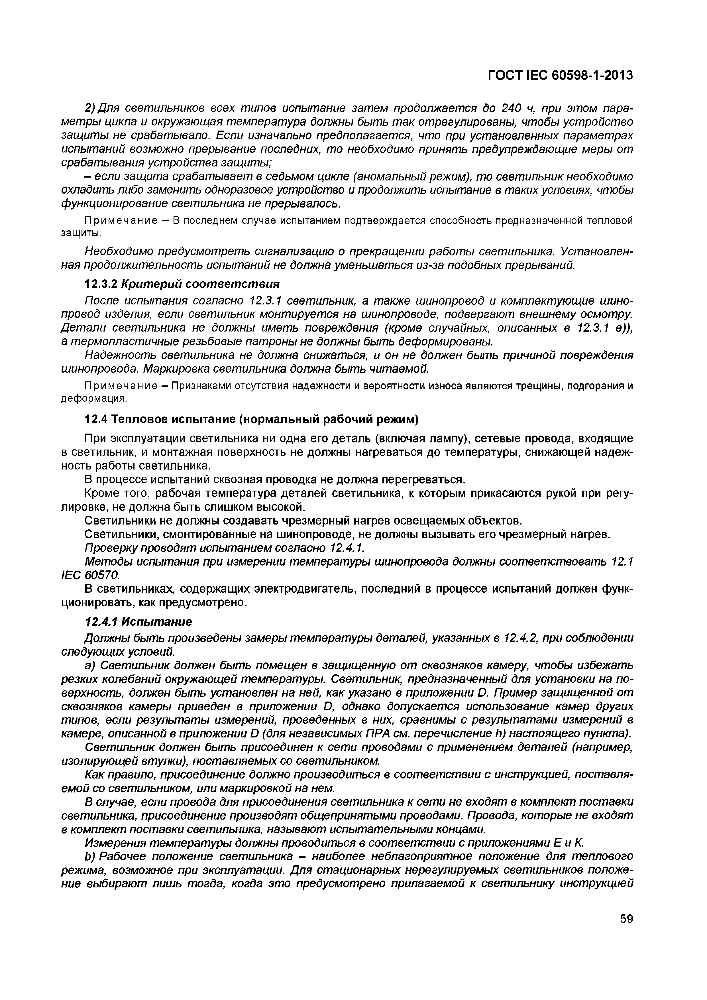 ГОСТ IEC 60598-1-2013
2) Для светильников всех типов испытание затем продолжается до 240 ч, при этом пара-
метры цикла и окружающая температура должны быть так отрегулированы, чтобы устройство
защиты не срабатывало. Если изначально предполагается, что при установленных параметрах
испытаний возможно прерывание последних, то необходимо принять предупреждающие меры от
срабатывания устройства защиты;
– если защита срабатывает в седьмом цикле (аномальный режим), то светильник необходимо
охладить либо заменить одноразовое устройство и продолжить испытание в таких условиях, чтобы
функционирование светильника не прерывалось.
Примечание – В последнем случае испытанием подтверждается способность предназначенной тепловой
защиты.
Необходимо предусмотреть сигнализацию о прекращении работы светильника. Установлен-
ная продолжительность испытаний не должна уменьшаться из-за подобных прерываний.
12.3.2 Критерий соответствия
После испытания согласно 12.3.1 светильник, а также шинопровод и комплектующие шино-
провод изделия, если светильник монтируется на шинопроводе, подвергают внешнему осмотру.
Детали светильника не должны иметь повреждения (кроме случайных, описанных в 12.3.1 е)),
а термопластичные резьбовые патроны не должны быть деформированы.
Надежность светильника не должна снижаться, и он не должен быть причиной повреждения
шинопровода. Маркировка светильника должна быть читаемой.
Примечание – Признаками отсутствия надежности и вероятности износа являются трещины, подгорания и
деформация.
12.4 Тепловое испытание (нормальный рабочий режим)
При эксплуатации светильника ни одна его деталь (включая лампу), сетевые провода, входящие
в светильник, и монтажная поверхность не должны нагреваться до температуры, снижающей надеж-
ность работы светильника.
В процессе испытаний сквозная проводка не должна перегреваться.
Кроме того, рабочая температура деталей светильника, к которым прикасаются рукой при регу-
лировке, не должна быть слишком высокой.
Светильники не должны создавать чрезмерный нагрев освещаемых объектов.
Светильники, смонтированные на шинопроводе, не должны вызывать его чрезмерный нагрев.
Проверку проводят испытанием согласно 12.4.1.
Методы испытания при измерении температуры шинопровода должны соответствовать 12.1
IEC 60570.
В светильниках, содержащих электродвигатель, последний в процессе испытаний должен функ-
ционировать, как предусмотрено.
12.4.1 Испытание
Должны быть произведены замеры температуры деталей, указанных в 12.4.2, при соблюдении
следующих условий.
а) Светильник должен быть помещен в защищенную от сквозняков камеру, чтобы избежать
резких колебаний окружающей температуры. Светильник, предназначенный для установки на по-
верхность, должен быть установлен на ней, как указано в приложении D. Пример защищенной от
сквозняков камеры приведен в приложении D, однако допускается использование камер других
типов, если результаты измерений, проведенных в них, сравнимы с результатами измерений в
камере, описанной в приложении D (для независимых ПРА см. перечисление h) настоящего пункта).
Светильник должен быть присоединен к сети проводами с применением деталей (например,
изолирующей втулки), поставляемых со светильником.
Как правило, присоединение должно производиться в соответствии с инструкцией, поставля-
емой со светильником, или маркировкой на нем.
В случае, если провода для присоединения светильника к сети не входят в комплект поставки
светильника, присоединение производят общепринятыми проводами. Провода, которые не входят
в комплект поставки светильника, называют испытательными концами.
Измерения температуры должны проводиться в соответствии с приложениями Е и К.
b) Рабочее положение светильника – наиболее неблагоприятное положение для теплового
режима, возможное при эксплуатации. Для стационарных нерегулируемых светильников положе-
ние выбирают лишь тогда, когда это предусмотрено прилагаемой к светильнику инструкцией
59